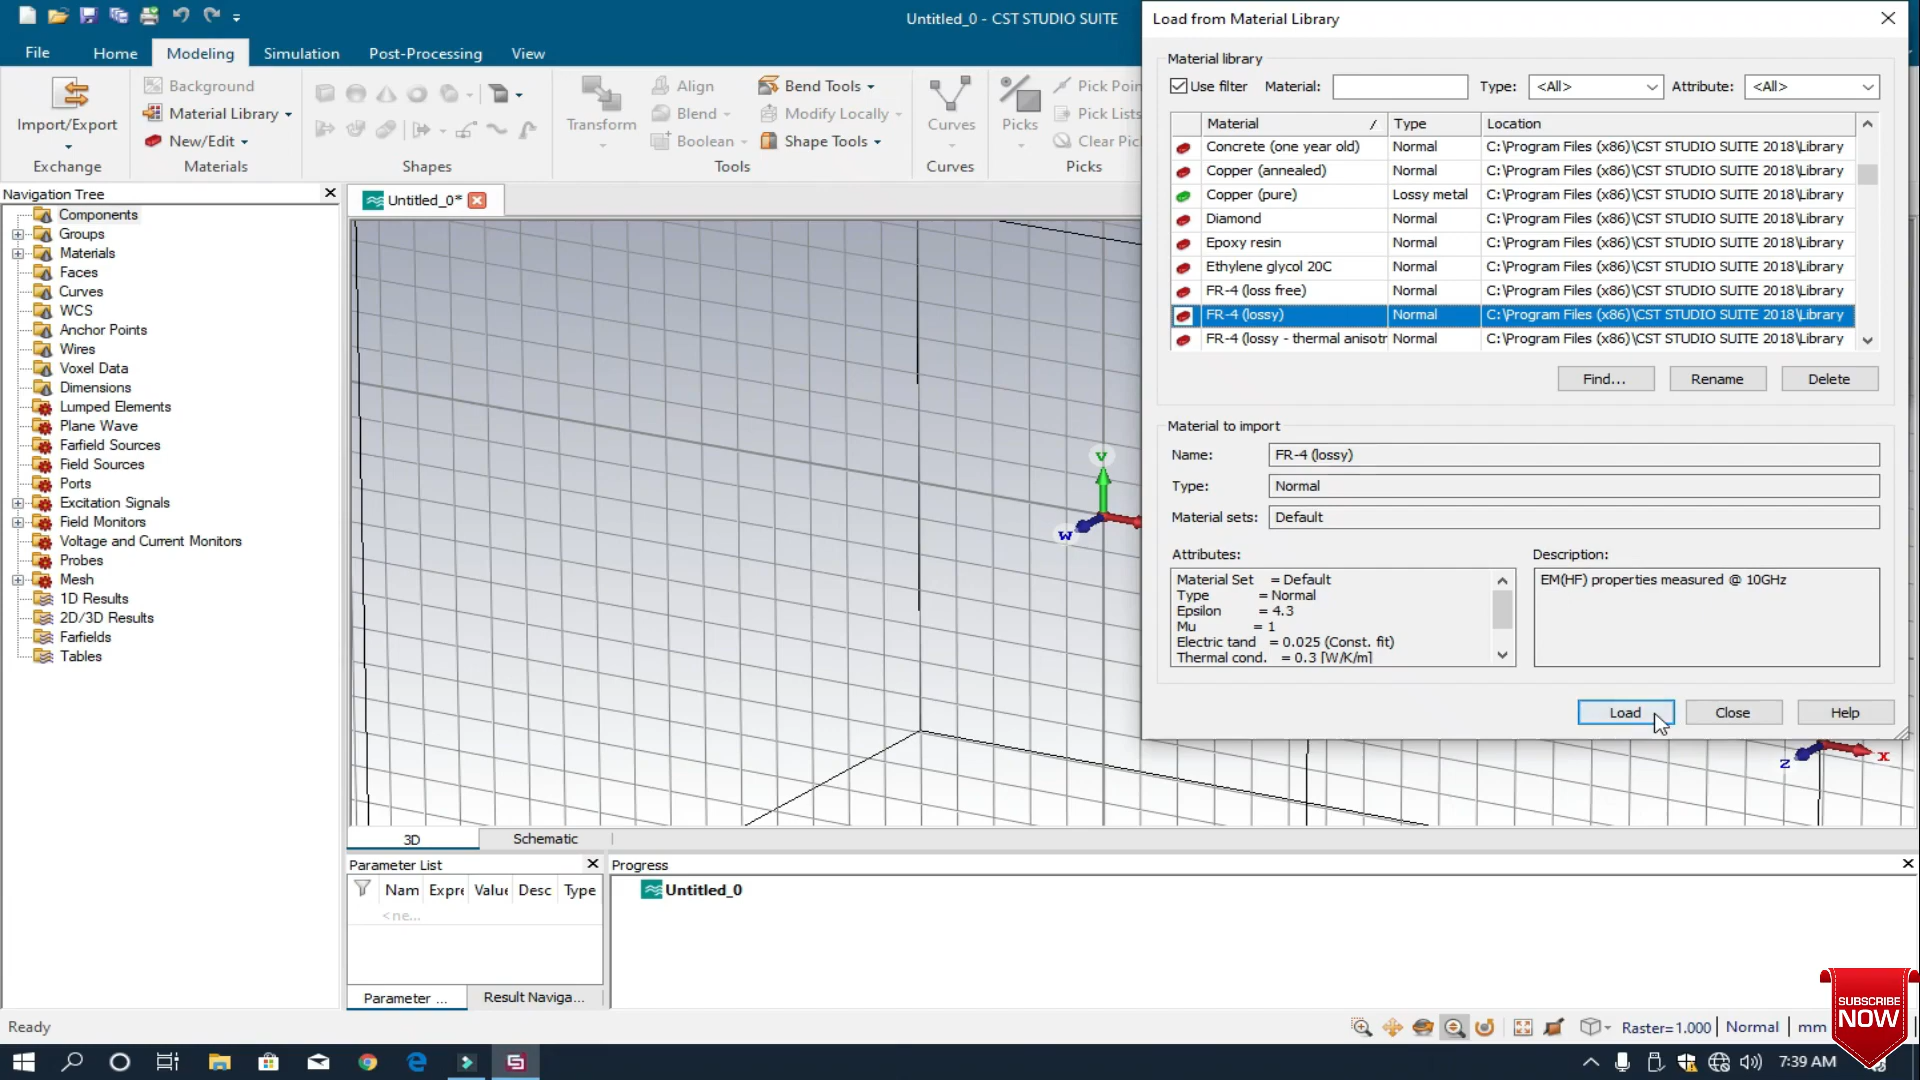 Untitled_0 - CST STUDIO SUITE
File
Home
Modeling
Simulation
Post-Processing
View
Import/Export
Exchange
Background
Material Library
New/Edit
Materials
Shapes
Transform
Align
Blend
Boolean
Bend Tools
Modify Locally
Shape Tools
Tools
Curves
Curves
Picks
Pick Poin
Pick Lists
Clear Pic
Picks
Navigation Tree
Components
Groups
Materials
Faces
Curves
WCS
Anchor Points
Wires
Voxel Data
Dimensions
Lumped Elements
Plane Wave
Farfield Sources
Field Sources
Ports
Excitation Signals
Field Monitors
Voltage and Current Monitors
Probes
Mesh
1D Results
2D/3D Results
Farfields
Tables
Untitled_0*
v
w
z
x
3D
Schematic
Parameter List
Nam Expre Value Desc Type
<ne...
Parameter ...
Result Naviga...
Progress
Untitled_0
Load from Material Library
Material library
Use filter Material: Type: <All> Attribute: <All>
Material / Type Location
Concrete (one year old) Normal C:\Program Files (x86)\CST STUDIO SUITE 2018\Library
Copper (annealed) Normal C:\Program Files (x86)\CST STUDIO SUITE 2018\Library
Copper (pure) Lossy metal C:\Program Files (x86)\CST STUDIO SUITE 2018\Library
Diamond Normal C:\Program Files (x86)\CST STUDIO SUITE 2018\Library
Epoxy resin Normal C:\Program Files (x86)\CST STUDIO SUITE 2018\Library
Ethylene glycol 20C Normal C:\Program Files (x86)\CST STUDIO SUITE 2018\Library
FR-4 (loss free) Normal C:\Program Files (x86)\CST STUDIO SUITE 2018\Library
FR-4 (lossy) Normal C:\Program Files (x86)\CST STUDIO SUITE 2018\Library
FR-4 (lossy - thermal anisotr Normal C:\Program Files (x86)\CST STUDIO SUITE 2018\Library
Find... Rename Delete
Material to import
Name: FR-4 (lossy)
Type: Normal
Material sets: Default
Attributes:
Material Set = Default
Type = Normal
Epsilon = 4.3
Mu = 1
Electric tand = 0.025 (Const. fit)
Thermal cond. = 0.3 [W/K/m]
Description:
EM(HF) properties measured @ 10GHz
Load Close Help
Ready
Raster=1.000 Normal mm
SUBSCRIBE
NOW
7:39 AM